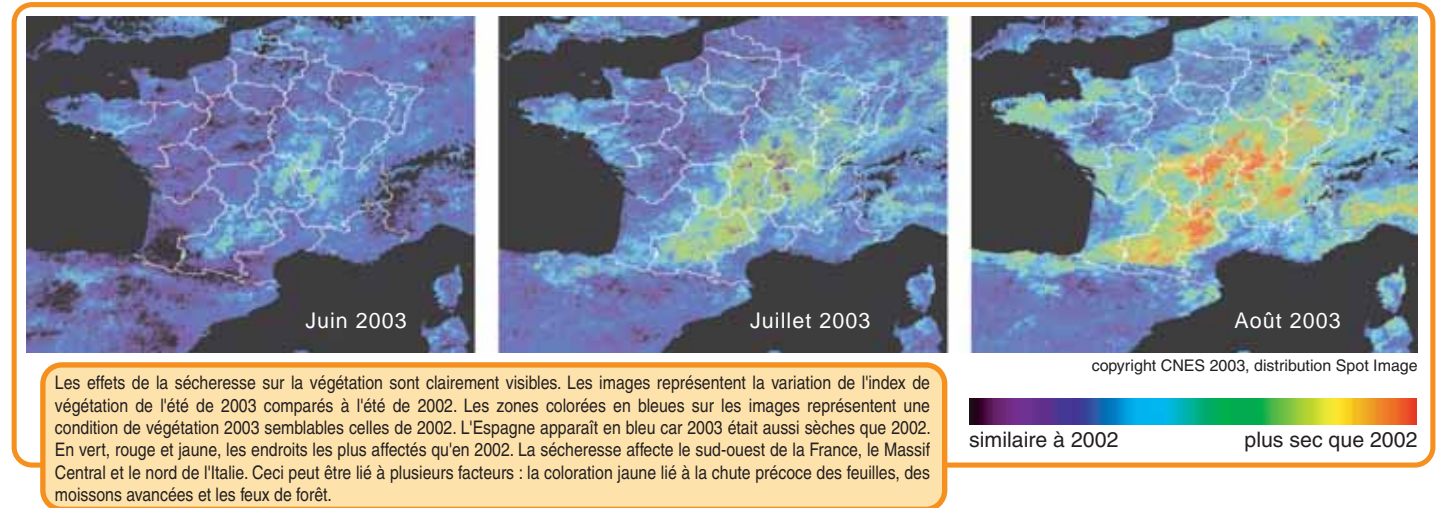 Juin 2003
Juillet 2003
Août 2003
copyright CNES 2003, distribution Spot Image
Les effets de la sécheresse sur la végétation sont clairement visibles. Les images représentent la variation de l'index de
végétation de l'été de 2003 comparés à l'été de 2002. Les zones colorées en bleues sur les images représentent une
condition de végétation 2003 semblables celles de 2002. L'Espagne apparaît en bleu car 2003 était aussi sèches que 2002.
En vert, rouge et jaune, les endroits les plus affectés qu'en 2002. La sécheresse affecte le sud-ouest de la France, le Massif
Central et le nord de l'Italie. Ceci peut être lié à plusieurs facteurs : la coloration jaune lié à la chute précoce des feuilles, des
moissons avancées et les feux de forêt.
similaire à 2002 plus sec que 2002